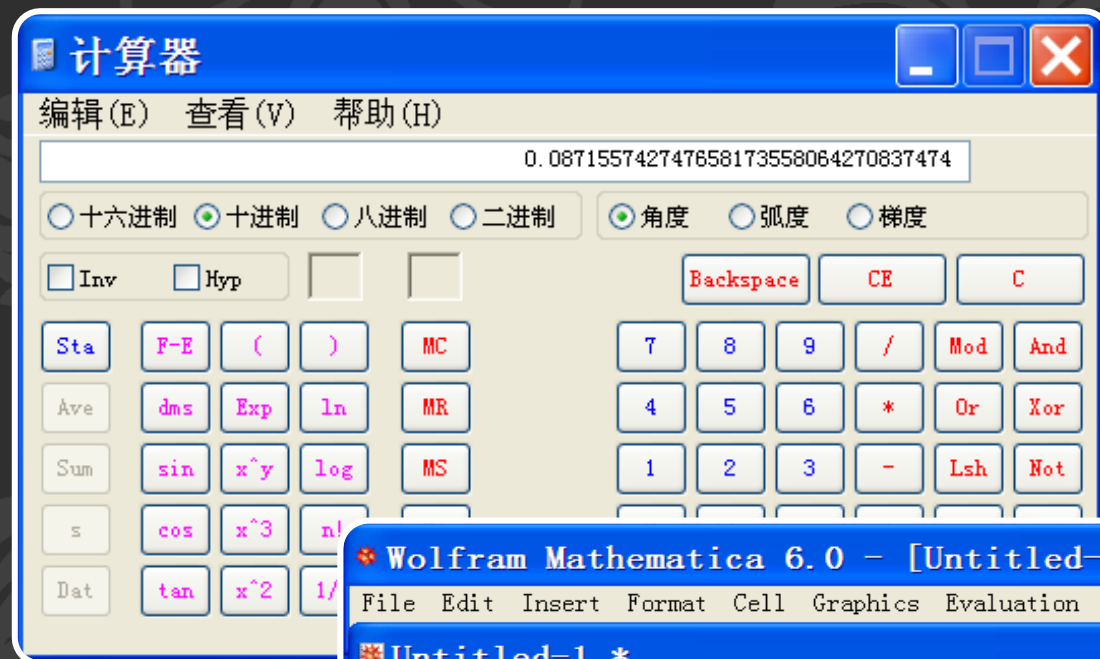 计算器
编辑(E) 查看(V) 帮助(H)
0.087155742747658173558064270837474
十六进制 十进制 八进制 二进制 角度 弧度 梯度
Inv Hyp Backspace CE C
Sta F-E ( ) MC 7 8 9 / Mod And
Ave dms Exp ln MR 4 5 6 * Or Xor
Sum sin x^y log MS 1 2 3 - Lsh Not
s cos x^3 n!
Dat tan x^2 1/
Wolfram Mathematica 6.0 - [Untitled-
File Edit Insert Format Cell Graphics Evaluation
Untitled-1 *